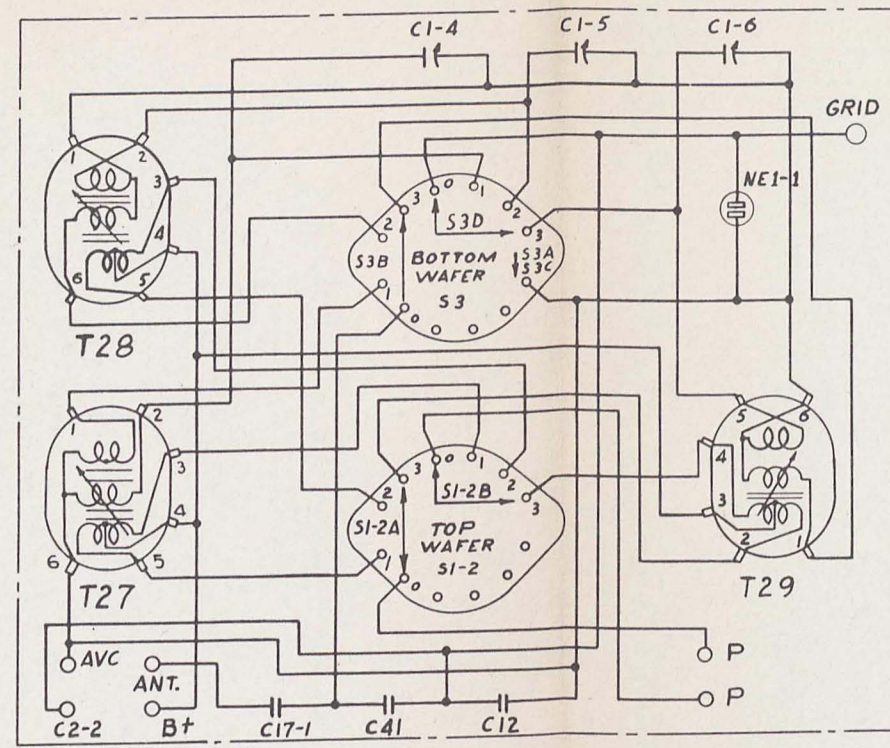 C1-4
C1-5
C1-6
GRID
NE1-1
1
2
3
4
5
6
T28
3
0
1
2
S3D
2
3
S3B
BOTTOM
WAFER
S3
S3A
S3C
1
0
1
2
3
4
5
6
T27
3
0
1
2
2
S1-2B
3
S1-2A
TOP
WAFER
S1-2
1
0
5
6
4
3
2
1
T29
AVC
ANT.
P
P
C2-2
B+
C17-1
C41
C12